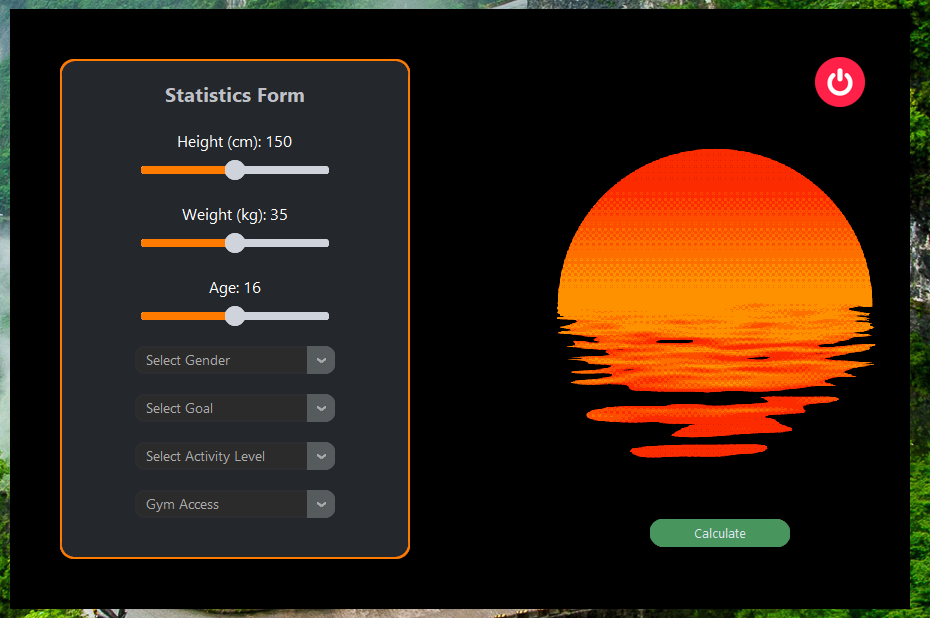 Statistics Form
Height (cm): 150
Weight (kg): 35
Age: 16
Select Gender
Select Goal
Select Activity Level
Gym Access
Calculate